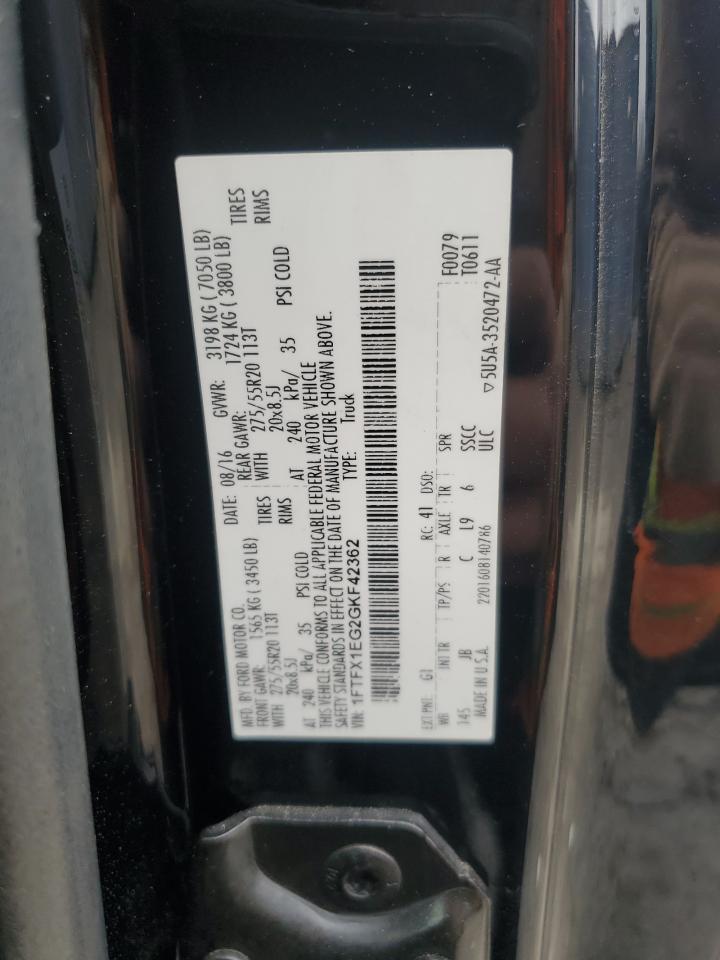 MFD. BY FORD MOTOR CO. DATE: 08/16 GVWR: 3198 KG ( 7050 LB)
FRONT GAWR: 1565 KG ( 3450 LB) REAR GAWR: 1724 KG ( 3800 LB)
WITH 275/55R20 113T TIRES WITH 275/55R20 113T TIRES
20x8.5J RIMS 20x8.5J RIMS
AT 240 kPa/ 35 PSI COLD AT 240 kPa/ 35 PSI COLD
THIS VEHICLE CONFORMS TO ALL APPLICABLE FEDERAL MOTOR VEHICLE
SAFETY STANDARDS IN EFFECT ON THE DATE OF MANUFACTURE SHOWN ABOVE.
VIN: 1FTFX1EG2GKF42362 TYPE: Truck
EXT PNT: G1 RC: 41 DSO: F0079
WB INT TR TP/PS R AXLE TR SPR T0611
145 JB C L9 6 SSCC
MADE IN U.S.A. 2201608140786 ULC
▽5U5A-3520472-AA